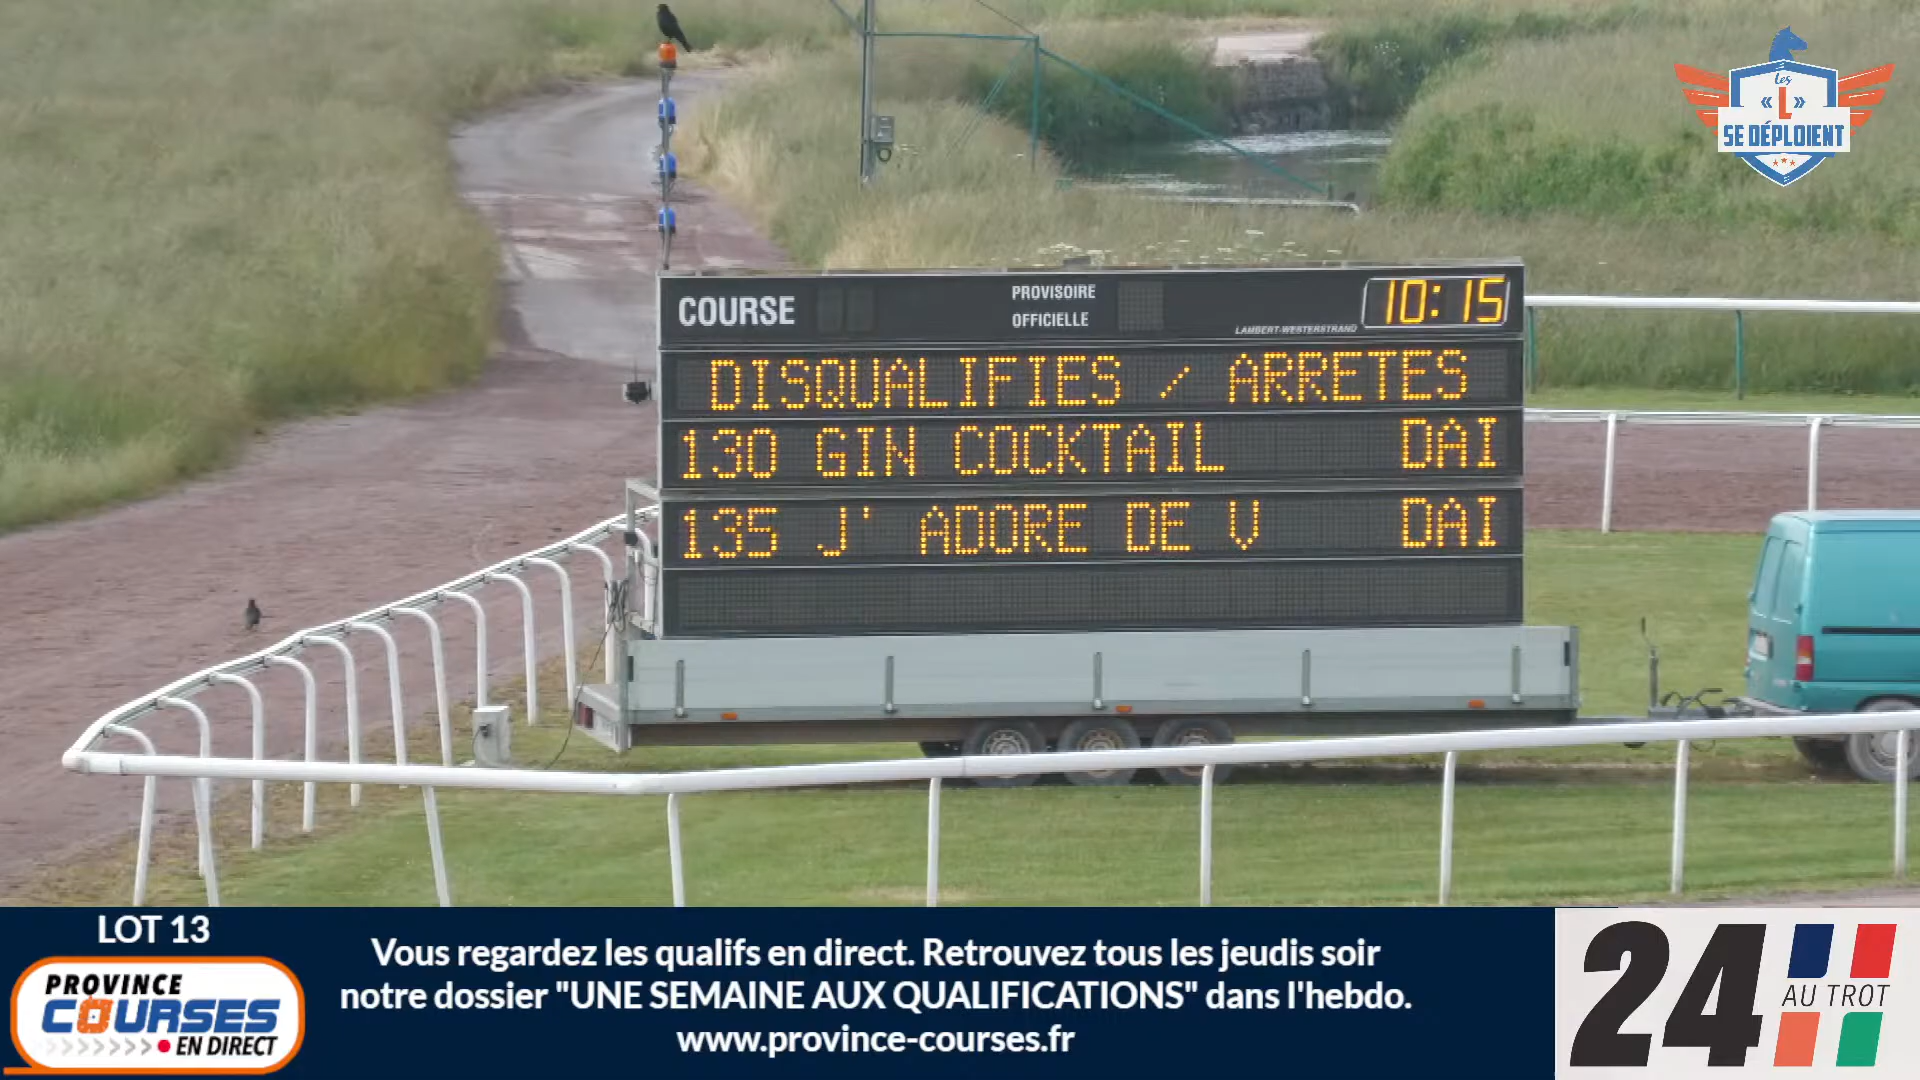 les
« L »
SE DÉPLOIENT
COURSE
PROVISOIRE
OFFICIELLE
10:15
LAMBERT-WESTERSTRAND
DISQUALIFIES / ARRETES
130 GIN COCKTAIL DAI
135 J' ADORE DE V DAI
LOT 13
PROVINCE
COURSES
EN DIRECT
Vous regardez les qualifs en direct. Retrouvez tous les jeudis soir
notre dossier "UNE SEMAINE AUX QUALIFICATIONS" dans l'hebdo.
www.province-courses.fr
24
AU TROT